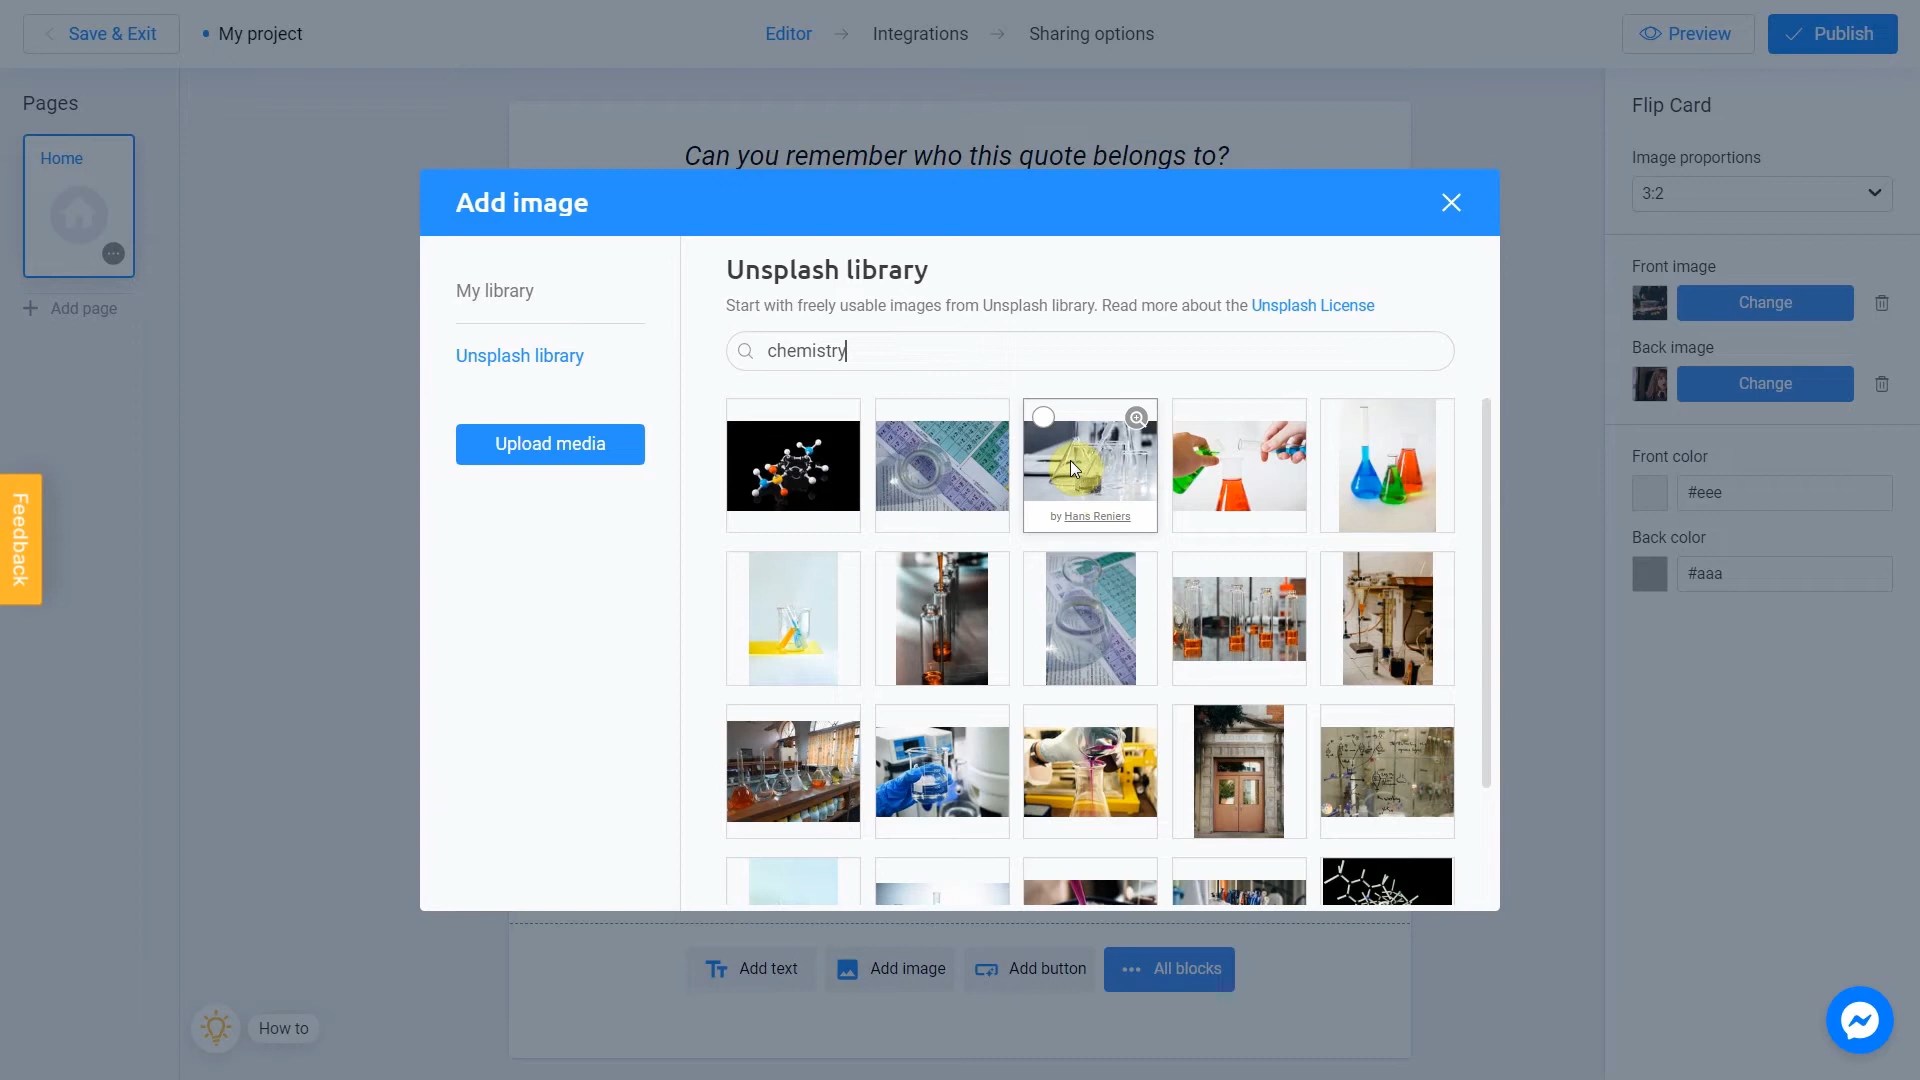 Save & Exit
My project
Editor
Integrations
Sharing options
Preview
Publish
Pages
Home
Add page
Feedback
Can you remember who this quote belongs to?
Add image
My library
Unsplash library
Upload media
Unsplash library
Start with freely usable images from Unsplash library. Read more about the Unsplash License
chemistry
by Hans Reniers
Flip Card
Image proportions
3:2
Front image
Change
Back image
Change
Front color
#eee
Back color
#aaa
Add text
Add image
Add button
All blocks
How to